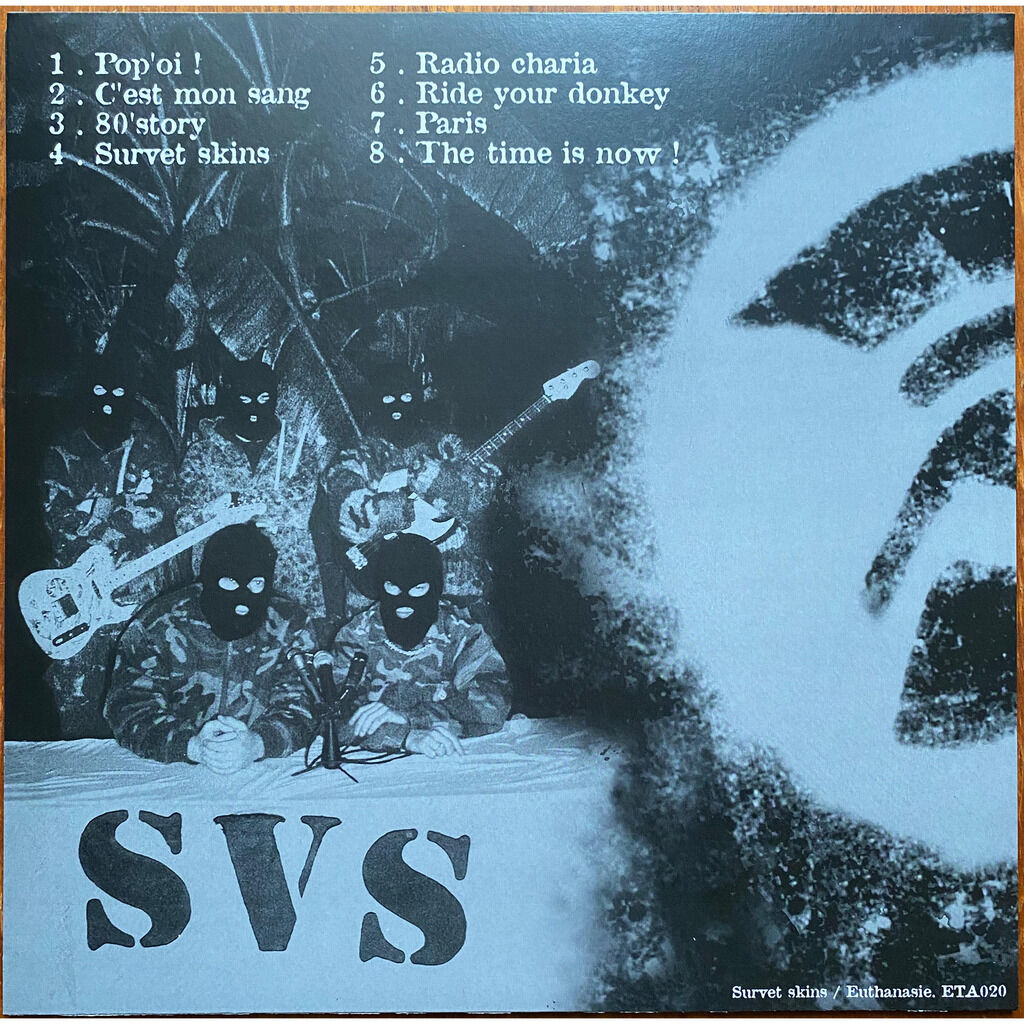 1 . Pop'oi !
2 . C'est mon sang
3 . 80'story
4 . Survet skins
5 . Radio charia
6 . Ride your donkey
7 . Paris
8 . The time is now !
SVS
Survet skins / Euthanasie. ETA020